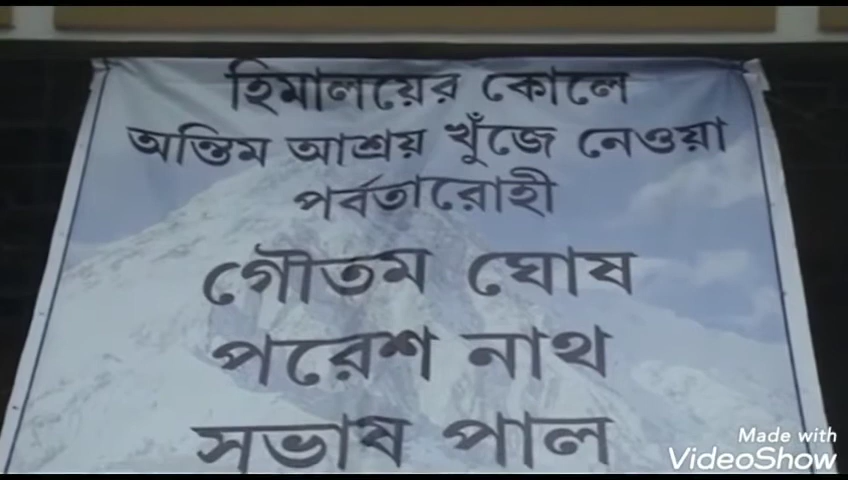 হিমালয়ের কোলে
অন্তিম আশ্রয় খুঁজে নেওয়া
পর্বতারোহী
গৌতম ঘোষ
পরেশ নাথ
সভাষ পাল
Made with
VideoShow